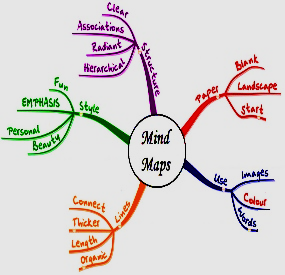 Mind
Maps
Structure
Clear
Associations
Radiant
Hierarchical
Paper
Blank
Landscape
Start
Use
Images
Colour
Words
Lines
Connect
Thicker
Length
Organic
Style
Fun
EMPHASIS
Personal
Beauty